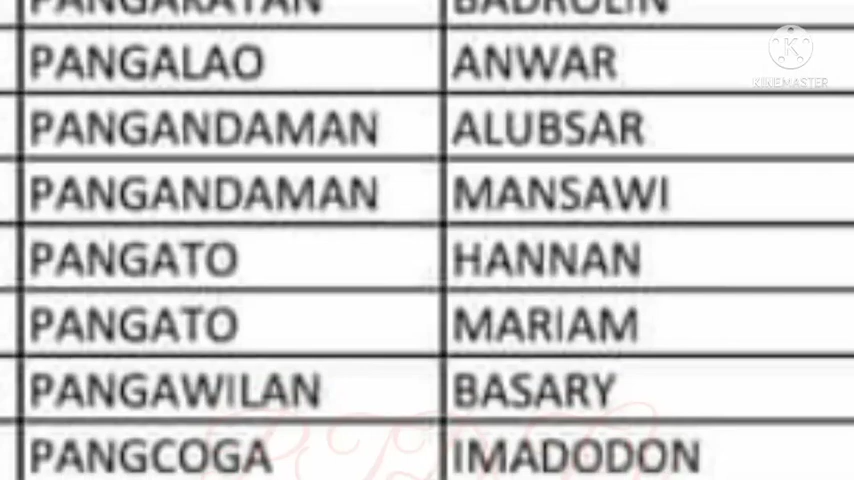 PANGARATAN BADROLIN
PANGALAO ANWAR
PANGANDAMAN ALUBSAR
PANGANDAMAN MANSAWI
PANGATO HANNAN
PANGATO MARIAM
PANGAWILAN BASARY
PANGCOGA IMADODON
KINEMASTER